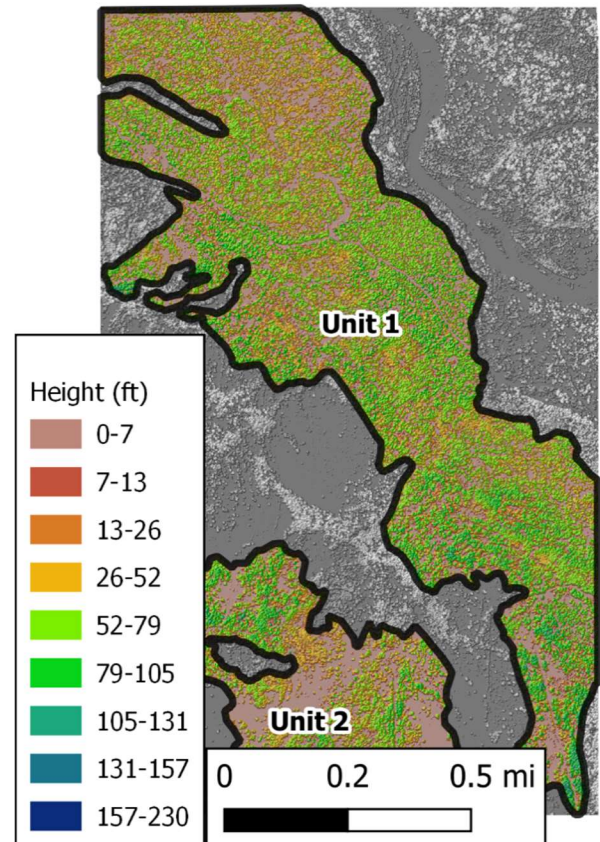 Unit 1
Height (ft)
0-7
7-13
13-26
26-52
52-79
79-105
105-131
131-157
157-230
Unit 2
0 0.2 0.5 mi